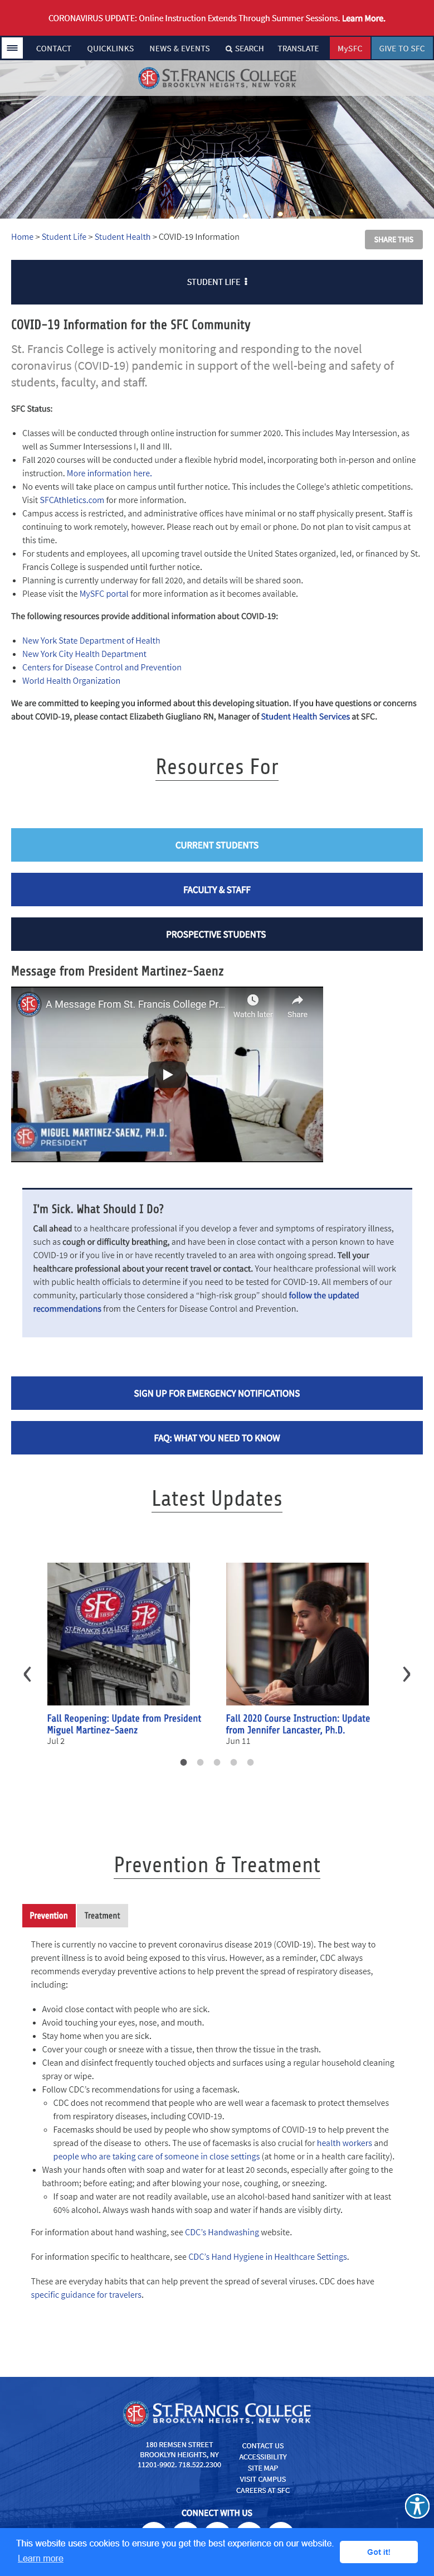 CORONAVIRUS UPDATE: Online Instruction Extends Through Summer Sessions. Learn More.
CONTACT QUICKLINKS NEWS & EVENTS SEARCH TRANSLATE MySFC GIVE TO SFC
ST. FRANCIS COLLEGE
BROOKLYN HEIGHTS, NEW YORK
Home > Student Life > Student Health > COVID-19 Information
SHARE THIS
STUDENT LIFE
COVID-19 Information for the SFC Community
St. Francis College is actively monitoring and responding to the novel
coronavirus (COVID-19) pandemic in support of the well-being and safety of
students, faculty, and staff.
SFC Status:
• Classes will be conducted through online instruction for summer 2020. This includes May Intersession, as
well as Summer Intersessions I, II and III.
• Fall 2020 courses will be conducted under a flexible hybrid model, incorporating both in-person and online
instruction. More information here.
• No events will take place on campus until further notice. This includes the College's athletic competitions.
Visit SFCAthletics.com for more information.
• Campus access is restricted, and administrative offices have minimal or no staff physically present. Staff is
continuing to work remotely, however. Please reach out by email or phone. Do not plan to visit campus at
this time.
• For students and employees, all upcoming travel outside the United States organized, led, or financed by St.
Francis College is suspended until further notice.
• Planning is currently underway for fall 2020, and details will be shared soon.
• Please visit the MySFC portal for more information as it becomes available.
The following resources provide additional information about COVID-19:
• New York State Department of Health
• New York City Health Department
• Centers for Disease Control and Prevention
• World Health Organization
We are committed to keeping you informed about this developing situation. If you have questions or concerns
about COVID-19, please contact Elizabeth Giugliano RN, Manager of Student Health Services at SFC.
Resources For
CURRENT STUDENTS
FACULTY & STAFF
PROSPECTIVE STUDENTS
Message from President Martinez-Saenz
A Message From St. Francis College Pr...
Watch later
Share
MIGUEL MARTINEZ-SAENZ, PH.D.
PRESIDENT
I'm Sick. What Should I Do?
Call ahead to a healthcare professional if you develop a fever and symptoms of respiratory illness,
such as cough or difficulty breathing, and have been in close contact with a person known to have
COVID-19 or if you live in or have recently traveled to an area with ongoing spread. Tell your
healthcare professional about your recent travel or contact. Your healthcare professional will work
with public health officials to determine if you need to be tested for COVID-19. All members of our
community, particularly those considered a "high-risk group" should follow the updated
recommendations from the Centers for Disease Control and Prevention.
SIGN UP FOR EMERGENCY NOTIFICATIONS
FAQ: WHAT YOU NEED TO KNOW
Latest Updates
SFC
ST. FRANCIS COLLEGE
Fall Reopening: Update from President
Miguel Martinez-Saenz
Jul 2
Fall 2020 Course Instruction: Update
from Jennifer Lancaster, Ph.D.
Jun 11
Prevention & Treatment
Prevention Treatment
There is currently no vaccine to prevent coronavirus disease 2019 (COVID-19). The best way to
prevent illness is to avoid being exposed to this virus. However, as a reminder, CDC always
recommends everyday preventive actions to help prevent the spread of respiratory diseases,
including:
• Avoid close contact with people who are sick.
• Avoid touching your eyes, nose, and mouth.
• Stay home when you are sick.
• Cover your cough or sneeze with a tissue, then throw the tissue in the trash.
• Clean and disinfect frequently touched objects and surfaces using a regular household cleaning
spray or wipe.
• Follow CDC's recommendations for using a facemask.
◦ CDC does not recommend that people who are well wear a facemask to protect themselves
from respiratory diseases, including COVID-19.
◦ Facemasks should be used by people who show symptoms of COVID-19 to help prevent the
spread of the disease to others. The use of facemasks is also crucial for health workers and
people who are taking care of someone in close settings (at home or in a health care facility).
• Wash your hands often with soap and water for at least 20 seconds, especially after going to the
bathroom; before eating; and after blowing your nose, coughing, or sneezing.
◦ If soap and water are not readily available, use an alcohol-based hand sanitizer with at least
60% alcohol. Always wash hands with soap and water if hands are visibly dirty.
For information about hand washing, see CDC's Handwashing website.
For information specific to healthcare, see CDC's Hand Hygiene in Healthcare Settings.
These are everyday habits that can help prevent the spread of several viruses. CDC does have
specific guidance for travelers.
ST. FRANCIS COLLEGE
BROOKLYN HEIGHTS, NEW YORK
180 REMSEN STREET
BROOKLYN HEIGHTS, NY
11201-9902. 718.522.2300
CONTACT US
ACCESSIBILITY
SITE MAP
VISIT CAMPUS
CAREERS AT SFC
CONNECT WITH US
This website uses cookies to ensure you get the best experience on our website.
Learn more
Got it!